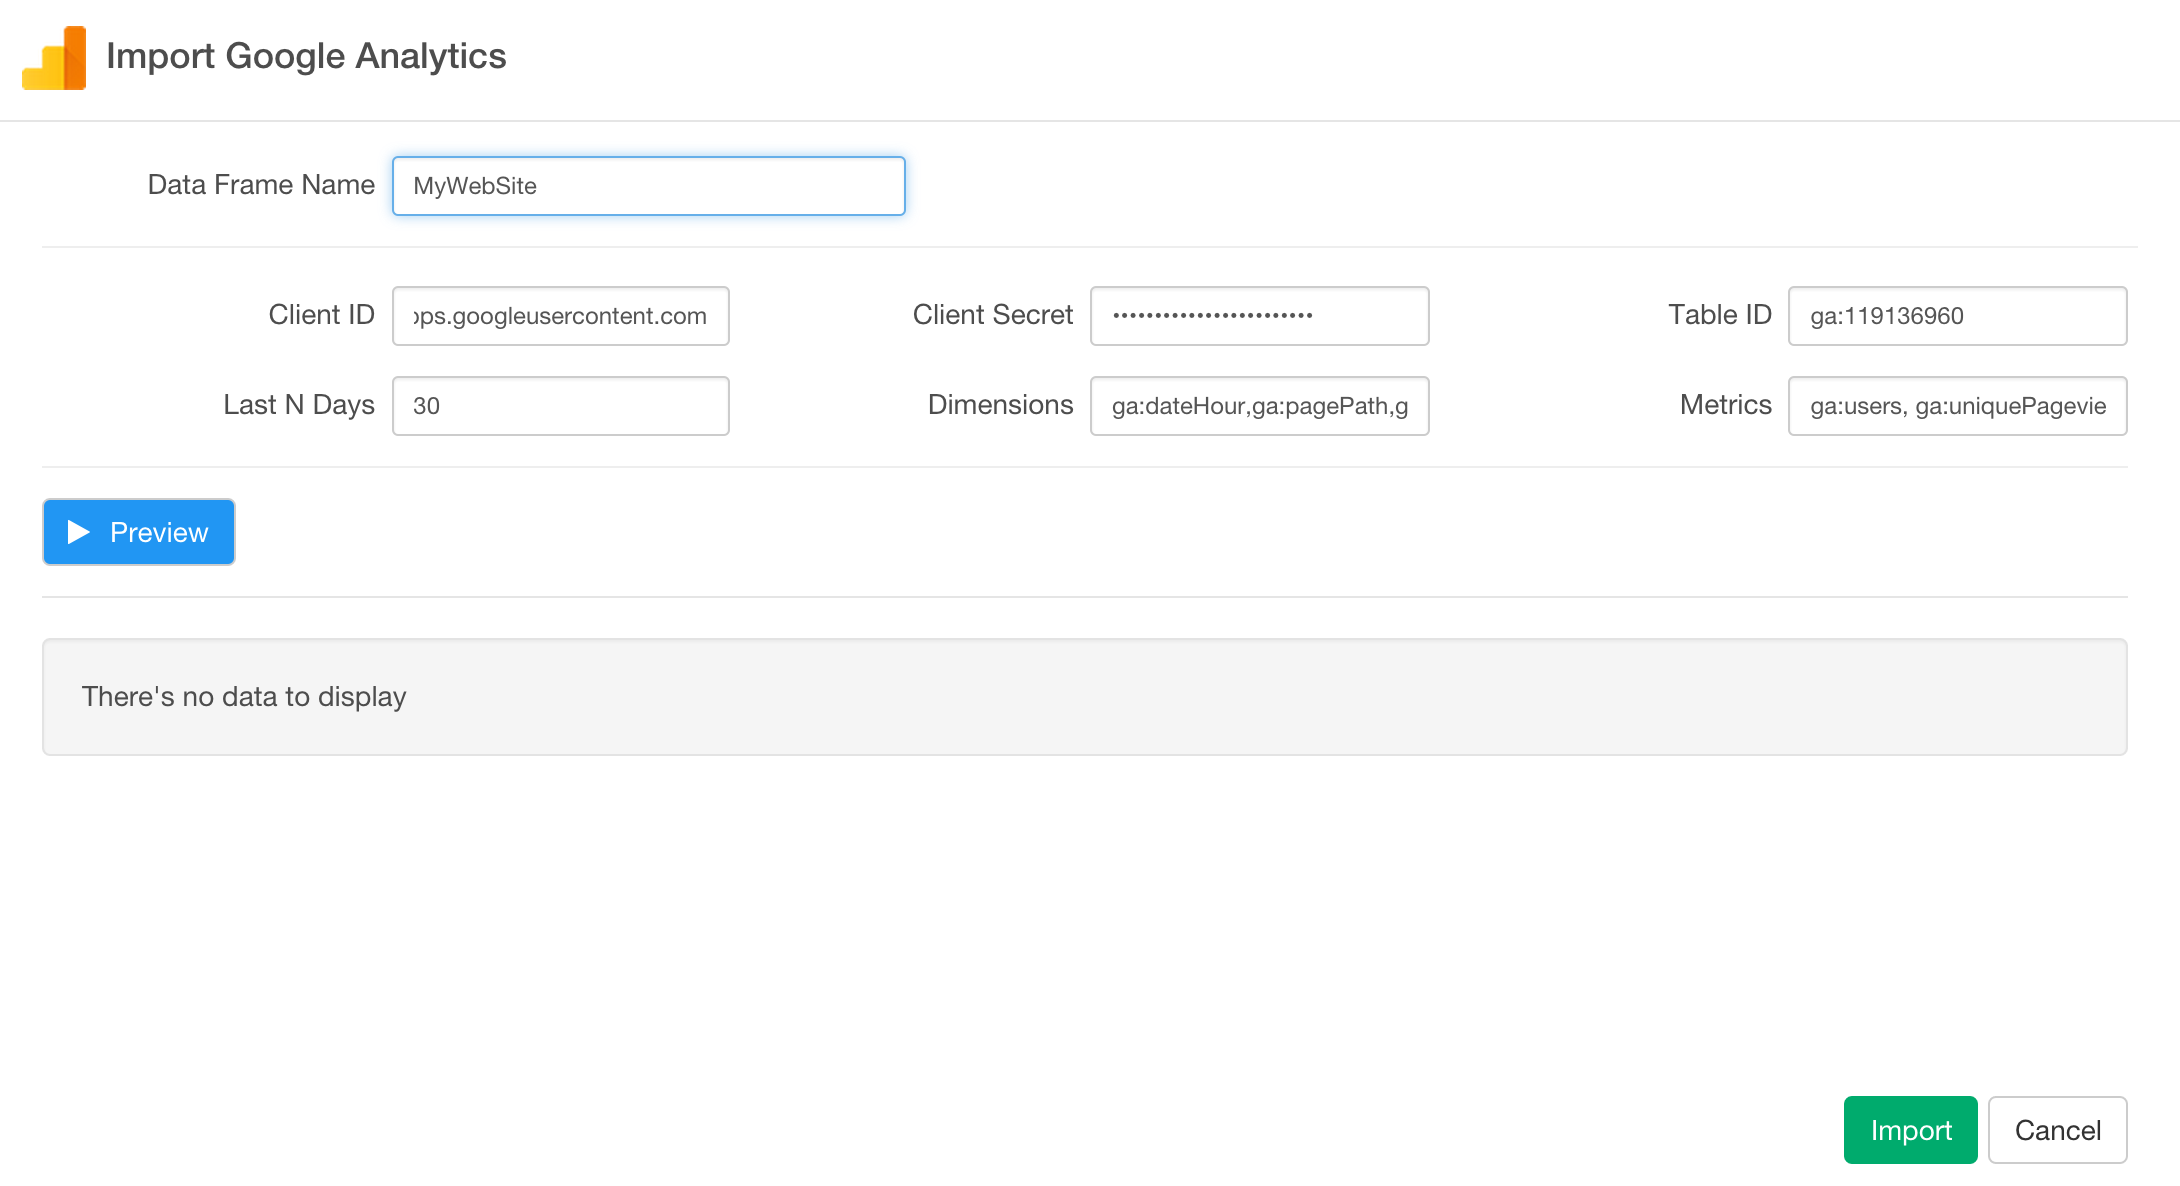 Import Google Analytics
Data Frame Name MyWebSite
Client ID ops.googleusercontent.com Client Secret •••••••••••••••••••••••• Table ID ga:119136960
Last N Days 30 Dimensions ga:dateHour,ga:pagePath,g Metrics ga:users, ga:uniquePagevie
Preview
There's no data to display
Import Cancel